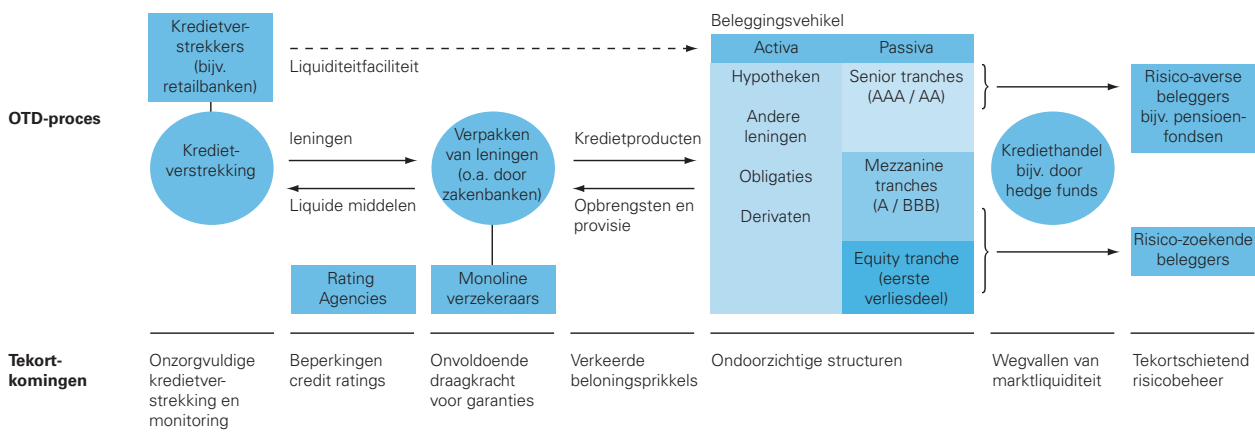 Kredietver-
strekkers
(bijv.
retailbanken)
Liquiditeitfaciliteit
Beleggingsvehikel
Activa
Passiva
Hypotheken
Andere
leningen
Obligaties
Derivaten
Senior tranches
(AAA / AA)
Mezzanine
tranches
(A / BBB)
Equity tranche
(eerste
verliesdeel)
Risico-averse
beleggers
bijv. pensioen-
fondsen
OTD-proces
Krediet-
verstrekking
leningen
Liquide middelen
Verpakken
van leningen
(o.a. door
zakenbanken)
Kredietproducten
Opbrengsten en
provisie
Krediethandel
bijv. door
hedge funds
Risico-zoekende
beleggers
Rating
Agencies
Monoline
verzekeraars
Tekort-
komingen
Onzorgvuldige
kredietver-
strekking en
monitoring
Beperkingen
credit ratings
Onvoldoende
draagkracht
voor garanties
Verkeerde
beloningsprikkels
Ondoorzichtige structuren
Wegvallen van
marktliquiditeit
Tekortschietend
risicobeheer